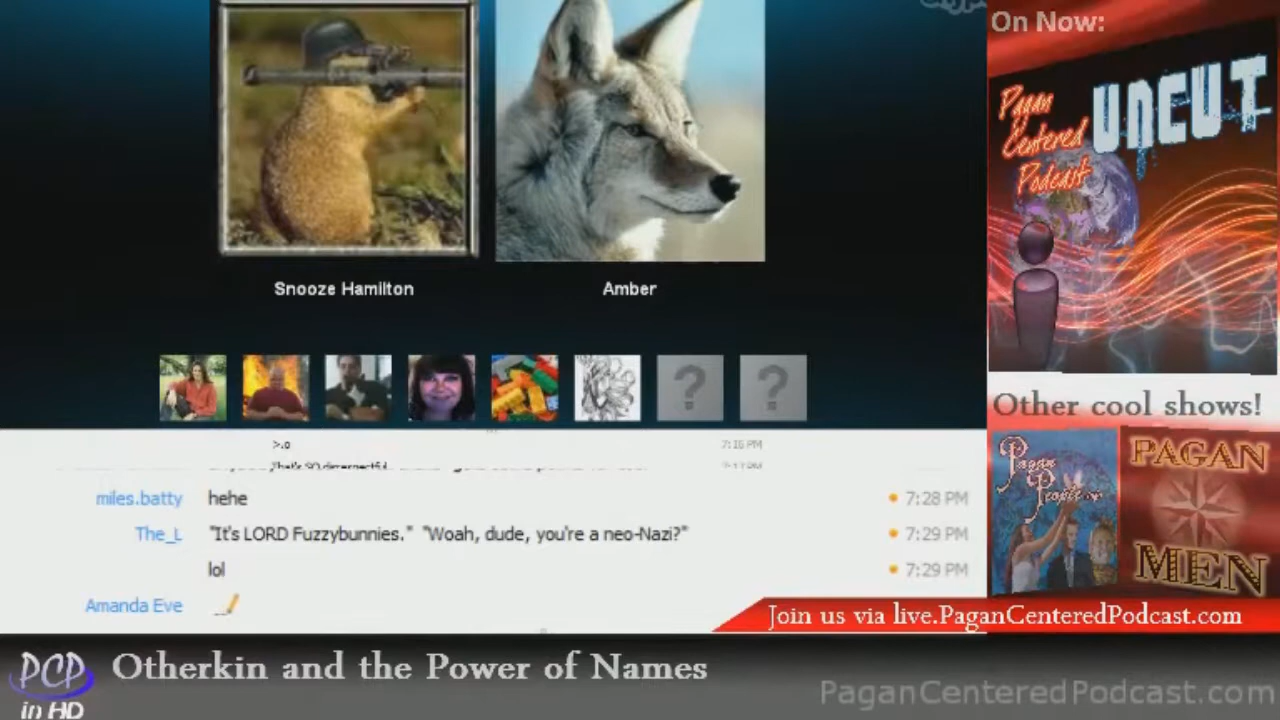 On Now:
Pagan
Centered
Podcast
UNCUT
Snooze Hamilton
Amber
Other cool shows!
>.o
7:16 PM
miles.batty
hehe
7:28 PM
The_L
"It's LORD Fuzzybunnies." "Woah, dude, you're a neo-Nazi?"
7:29 PM
lol
7:29 PM
Amanda Eve
Pagan
People
PAGAN
MEN
Join us via live.PaganCenteredPodcast.com
PCP
in HD
Otherkin and the Power of Names
PaganCenteredPodcast.com